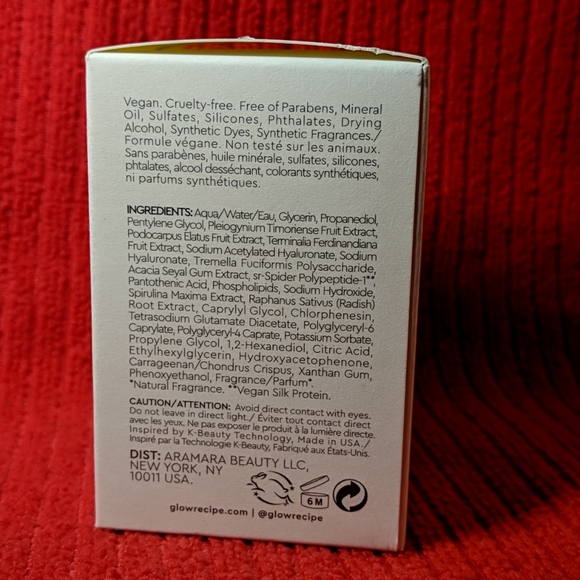 Vegan. Cruelty-free. Free of Parabens, Mineral
Oil, Sulfates, Silicones, Phthalates, Drying
Alcohol, Synthetic Dyes, Synthetic Fragrances./
Formule végane. Non testé sur les animaux.
Sans parabènes, huile minérale, sulfates, silicones,
phtalates, alcool desséchant, colorants synthétiques,
ni parfums synthétiques.
INGREDIENTS: Aqua/Water/Eau, Glycerin, Propanediol,
Pentylene Glycol, Pleiogynium Timoriense Fruit Extract,
Podocarpus Elatus Fruit Extract, Terminalia Ferdinandiana
Fruit Extract, Sodium Acetylated Hyaluronate, Sodium
Hyaluronate, Tremella Fuciformis Polysaccharide,
Acacia Seyal Gum Extract, sr-Spider Polypeptide-1**,
Pantothenic Acid, Phospholipids, Sodium Hydroxide,
Spirulina Maxima Extract, Raphanus Sativus (Radish)
Root Extract, Caprylyl Glycol, Chlorphenesin,
Tetrasodium Glutamate Diacetate, Polyglyceryl-6
Caprylate, Polyglyceryl-4 Caprate, Potassium Sorbate,
Propylene Glycol, 1,2-Hexanediol, Citric Acid,
Ethylhexylglycerin, Hydroxyacetophenone,
Carrageenan/Chondrus Crispus, Xanthan Gum,
Phenoxyethanol, Fragrance/Parfum*.
*Natural Fragrance. **Vegan Silk Protein.
CAUTION/ATTENTION: Avoid direct contact with eyes.
Do not leave in direct light./ Éviter tout contact direct
avec les yeux. Ne pas exposer le produit à la lumière directe.
Inspired by K-Beauty Technology, Made in USA./
Inspiré par la Technologie K-Beauty, Fabriqué aux États-Unis.
DIST: ARAMARA BEAUTY LLC,
NEW YORK, NY
10011 USA.
6 M
glowrecipe.com | @glowrecipe